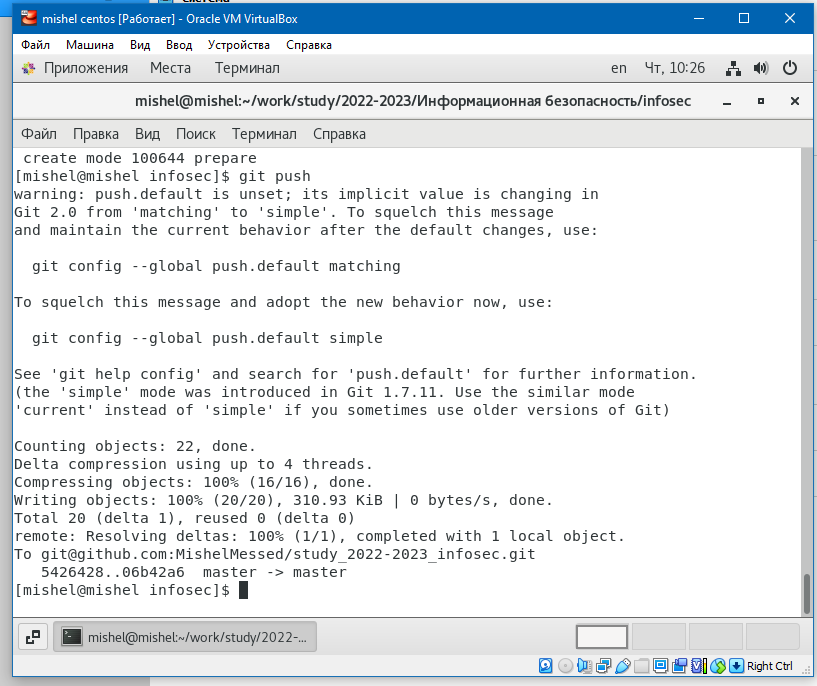 Система
mishel centos [Работает] - Oracle VM VirtualBox
Файл Машина Вид Ввод Устройства Справка
Приложения Места Терминал en Чт, 10:26
mishel@mishel:~/work/study/2022-2023/Информационная безопасность/infosec
Файл Правка Вид Поиск Терминал Справка
create mode 100644 prepare
[mishel@mishel infosec]$ git push
warning: push.default is unset; its implicit value is changing in
Git 2.0 from 'matching' to 'simple'. To squelch this message
and maintain the current behavior after the default changes, use:
git config --global push.default matching
To squelch this message and adopt the new behavior now, use:
git config --global push.default simple
See 'git help config' and search for 'push.default' for further information.
(the 'simple' mode was introduced in Git 1.7.11. Use the similar mode
'current' instead of 'simple' if you sometimes use older versions of Git)
Counting objects: 22, done.
Delta compression using up to 4 threads.
Compressing objects: 100% (16/16), done.
Writing objects: 100% (20/20), 310.93 KiB | 0 bytes/s, done.
Total 20 (delta 1), reused 0 (delta 0)
remote: Resolving deltas: 100% (1/1), completed with 1 local object.
To git@github.com:MishelMessed/study_2022-2023_infosec.git
5426428..06b42a6  master -> master
[mishel@mishel infosec]$
mishel@mishel:~/work/study/2022-...
Right Ctrl